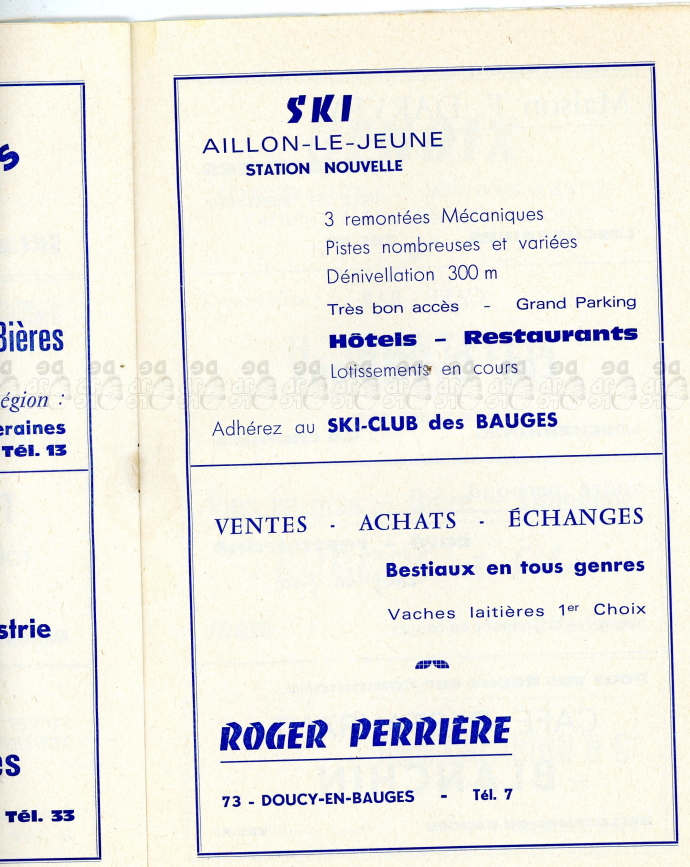 s
Bières
égion :
eraines
Tél. 13
strie
es
Tél. 33
SKI
AILLON-LE-JEUNE
STATION NOUVELLE
3 remontées Mécaniques
Pistes nombreuses et variées
Dénivellation 300 m
Très bon accès - Grand Parking
Hôtels - Restaurants
Lotissements en cours
Adhérez au SKI-CLUB des BAUGES
VENTES - ACHATS - ÉCHANGES
Bestiaux en tous genres
Vaches laitières 1er Choix
ROGER PERRIÈRE
73 - DOUCY-EN-BAUGES - Tél. 7